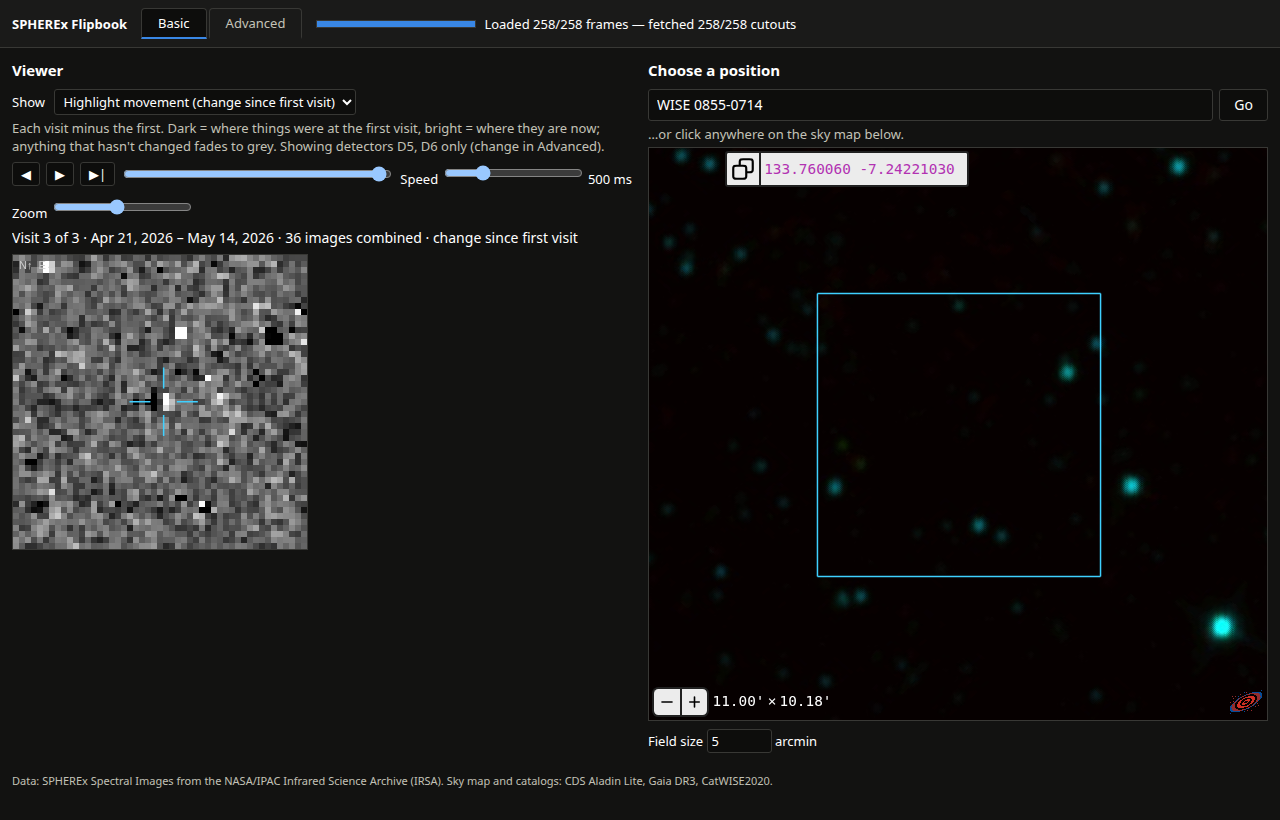 SPHEREx Flipbook
Basic
Advanced
Loaded 258/258 frames — fetched 258/258 cutouts
Viewer
Show
Highlight movement (change since first visit)
Each visit minus the first. Dark = where things were at the first visit, bright = where they are now;
anything that hasn't changed fades to grey. Showing detectors D5, D6 only (change in Advanced).
Speed
500 ms
Zoom
Visit 3 of 3 · Apr 21, 2026 – May 14, 2026 · 36 images combined · change since first visit
Choose a position
WISE 0855-0714
Go
...or click anywhere on the sky map below.
133.760060 -7.24221030
11.00' × 10.18'
Field size
5
arcmin
Data: SPHEREx Spectral Images from the NASA/IPAC Infrared Science Archive (IRSA). Sky map and catalogs: CDS Aladin Lite, Gaia DR3, CatWISE2020.